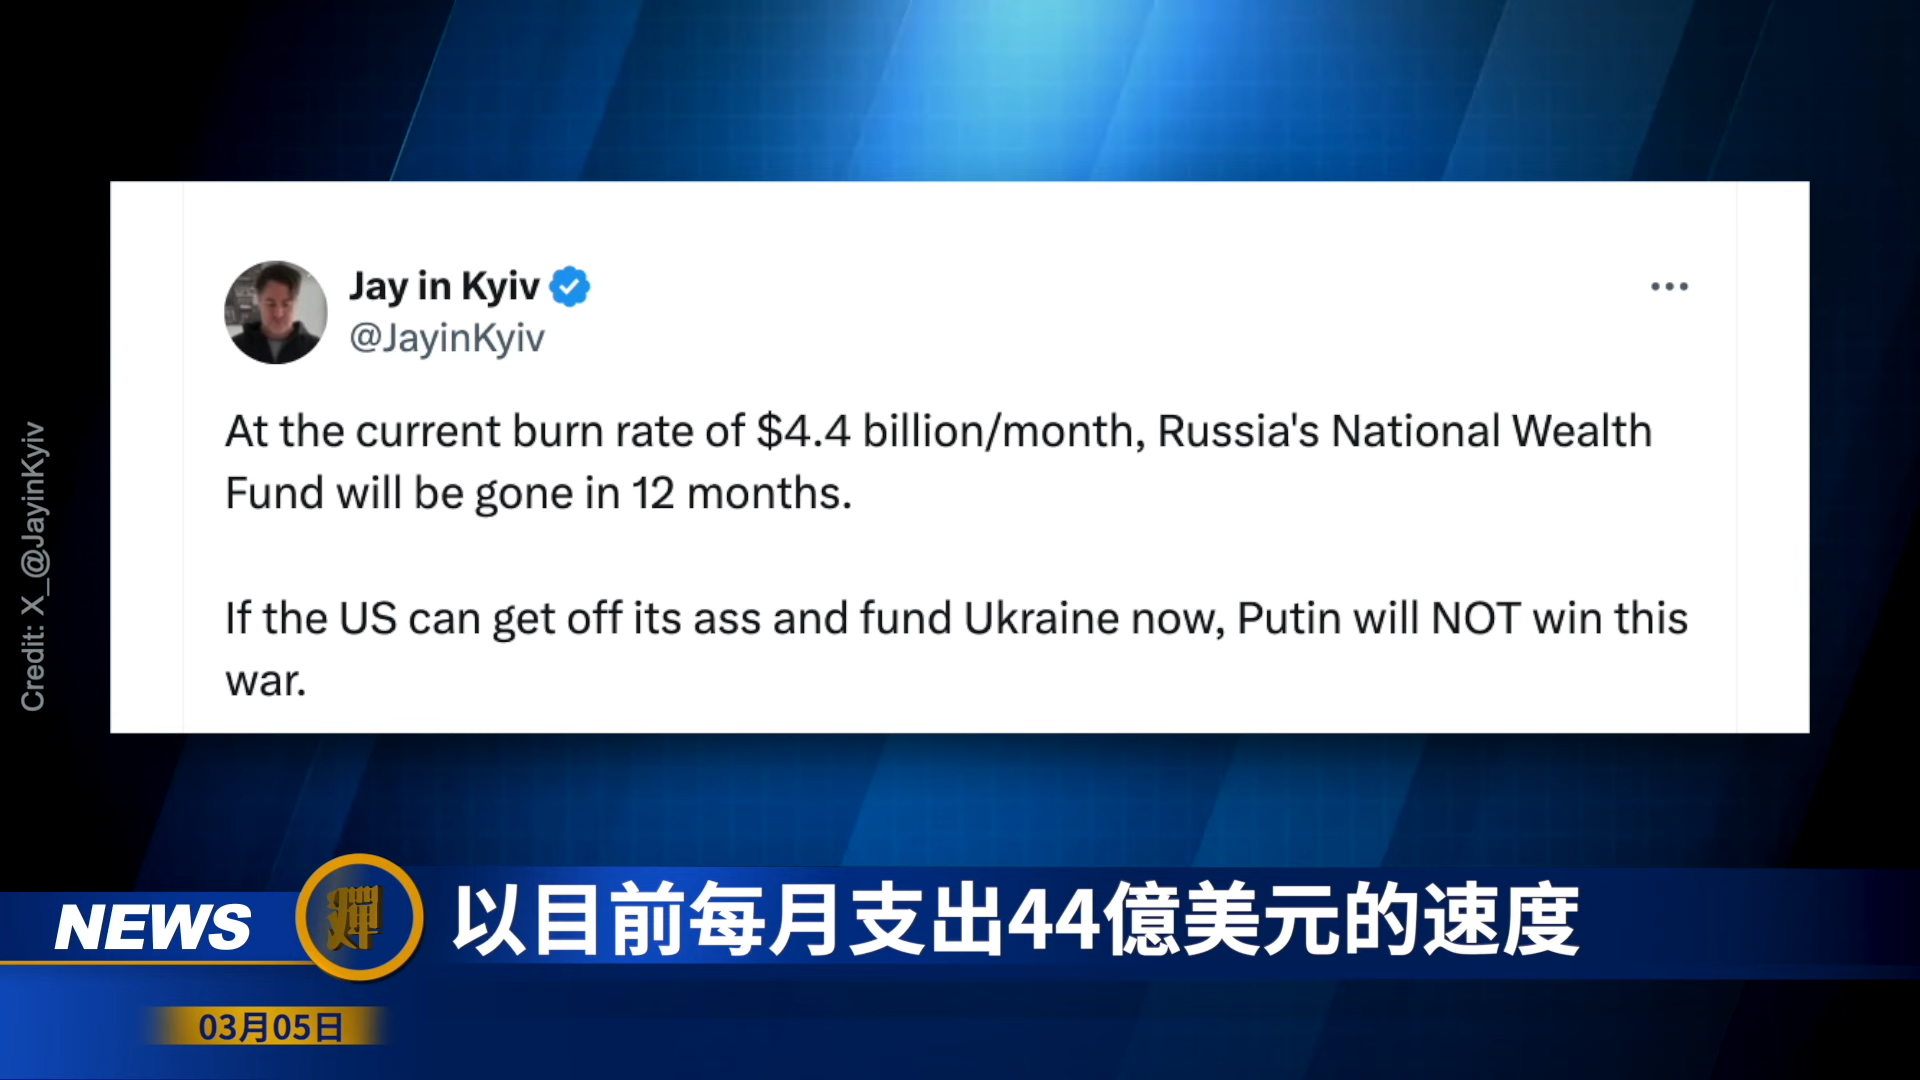 Jay in Kyiv
@JayinKyiv
At the current burn rate of $4.4 billion/month, Russia's National Wealth
Fund will be gone in 12 months.
If the US can get off its ass and fund Ukraine now, Putin will NOT win this
war.
Credit: X_@JayinKyiv
NEWS
以目前每月支出44億美元的速度
03月05日